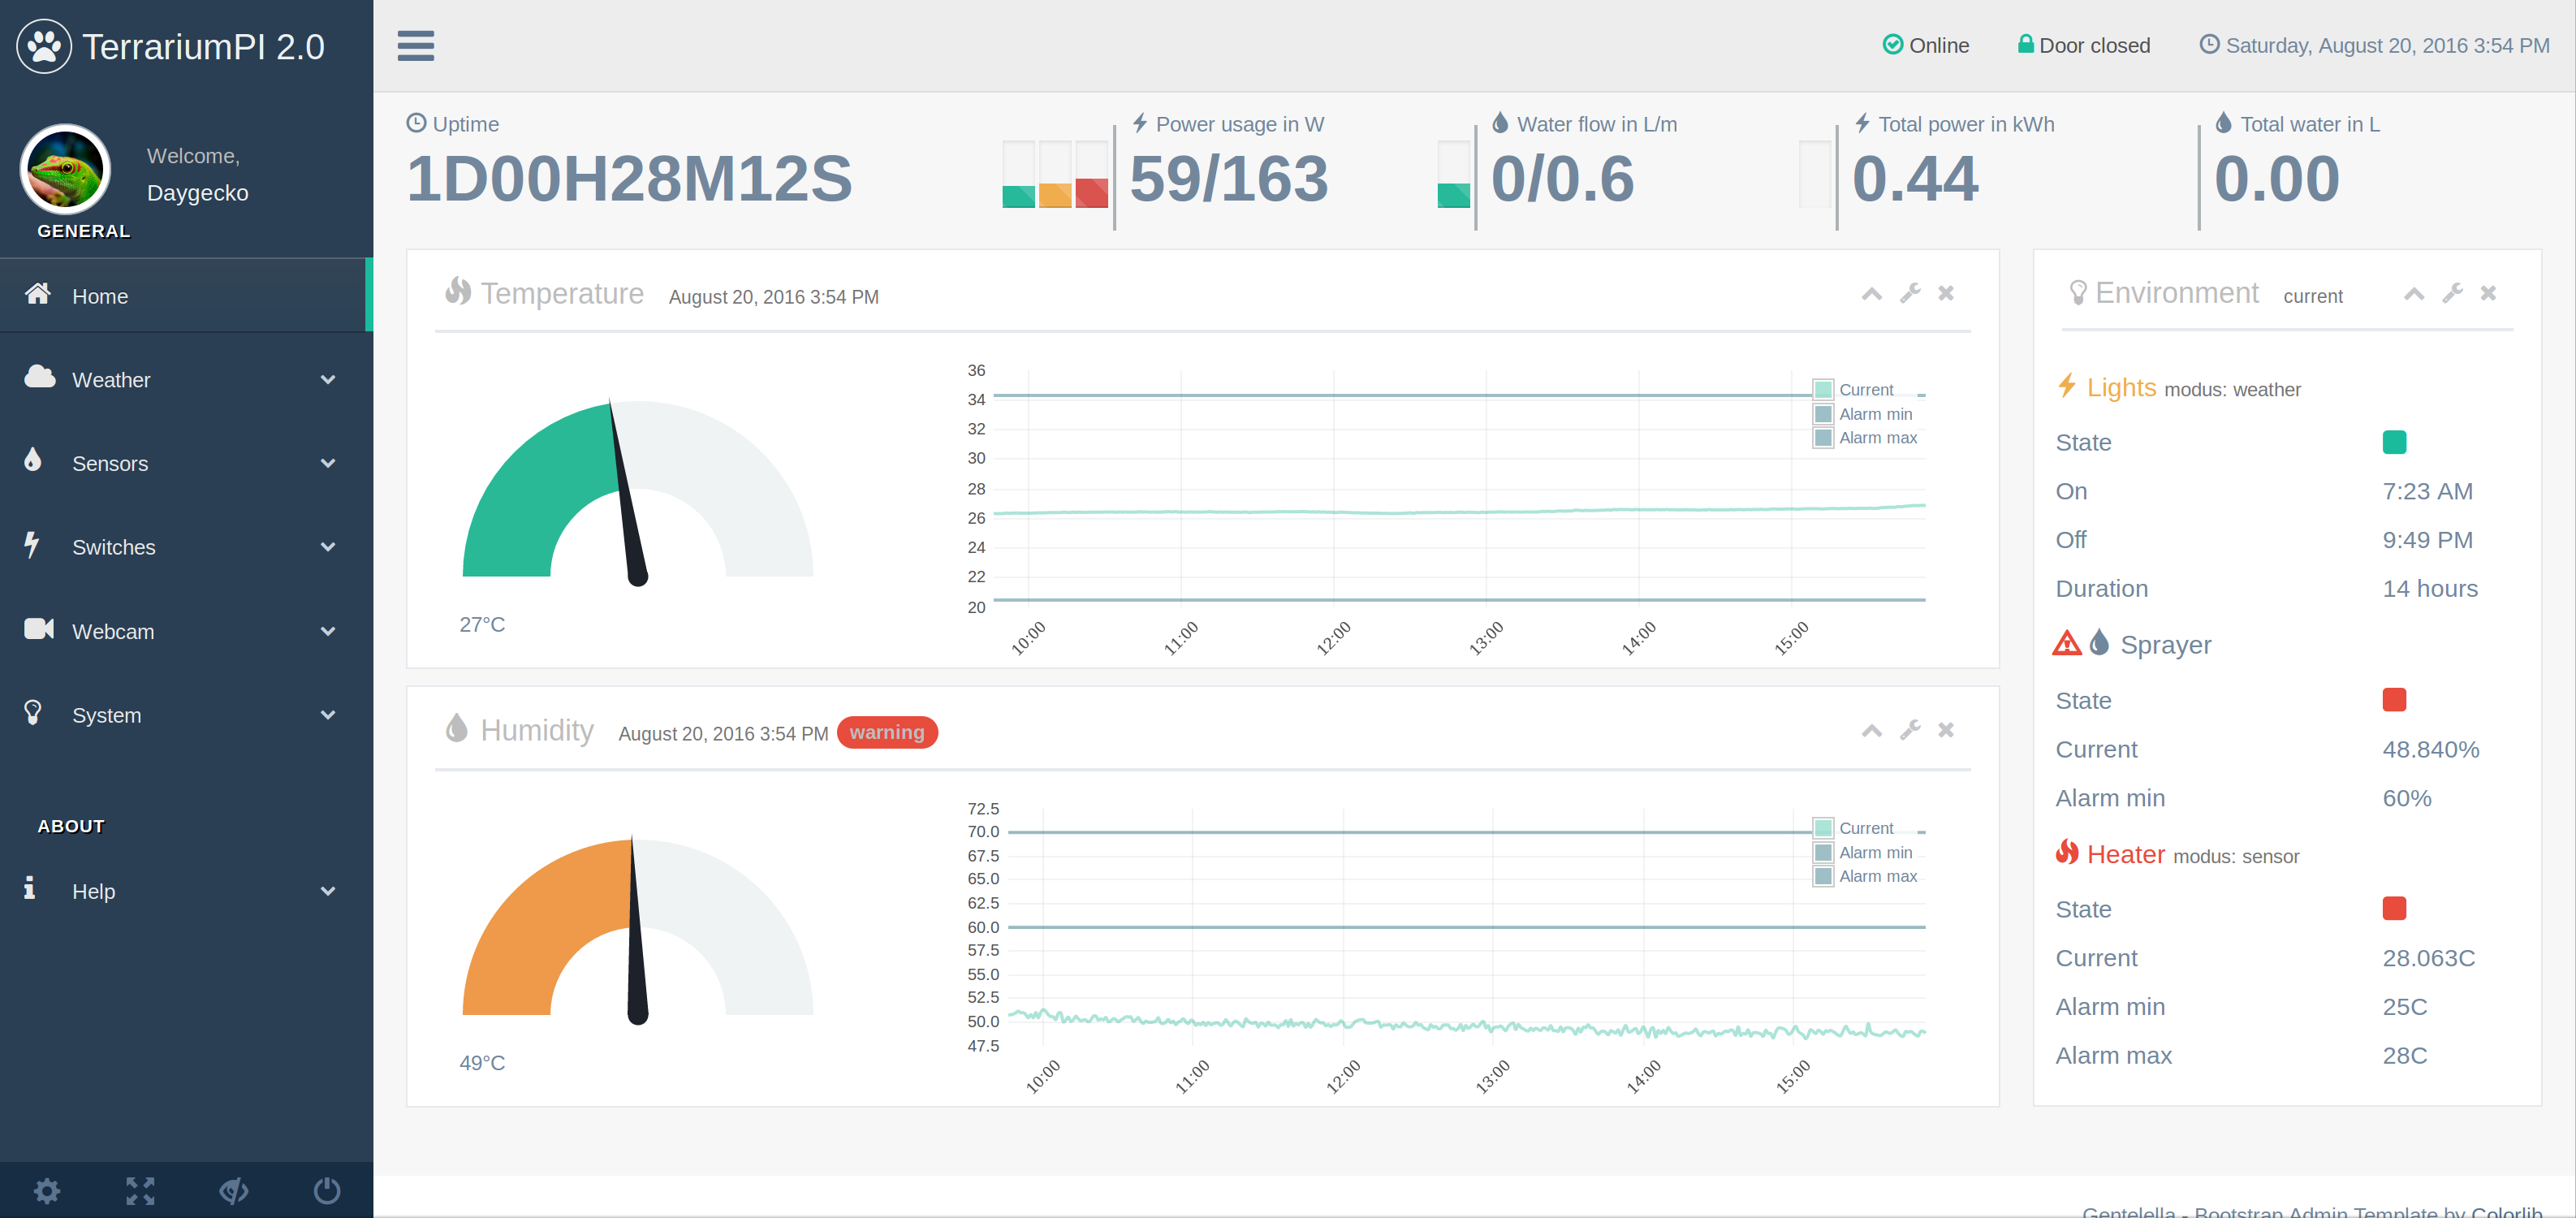 TerrariumPI 2.0
Welcome,
Daygecko
GENERAL
Home
Weather
Sensors
Switches
Webcam
System
ABOUT
Help
Online Door closed Saturday, August 20, 2016 3:54 PM
Uptime
1D00H28M12S
Power usage in W
59/163
Water flow in L/m
0/0.6
Total power in kWh
0.44
Total water in L
0.00
Temperature August 20, 2016 3:54 PM
27°C
36
34
32
30
28
26
24
22
20
10:00 11:00 12:00 13:00 14:00 15:00
Current
Alarm min
Alarm max
Humidity August 20, 2016 3:54 PM warning
49°C
72.5
70.0
67.5
65.0
62.5
60.0
57.5
55.0
52.5
50.0
47.5
10:00 11:00 12:00 13:00 14:00 15:00
Current
Alarm min
Alarm max
Environment current
Lights modus: weather
State
On 7:23 AM
Off 9:49 PM
Duration 14 hours
Sprayer
State
Current 48.840%
Alarm min 60%
Heater modus: sensor
State
Current 28.063C
Alarm min 25C
Alarm max 28C
Gentelella - Bootstrap Admin Template by Colorlib